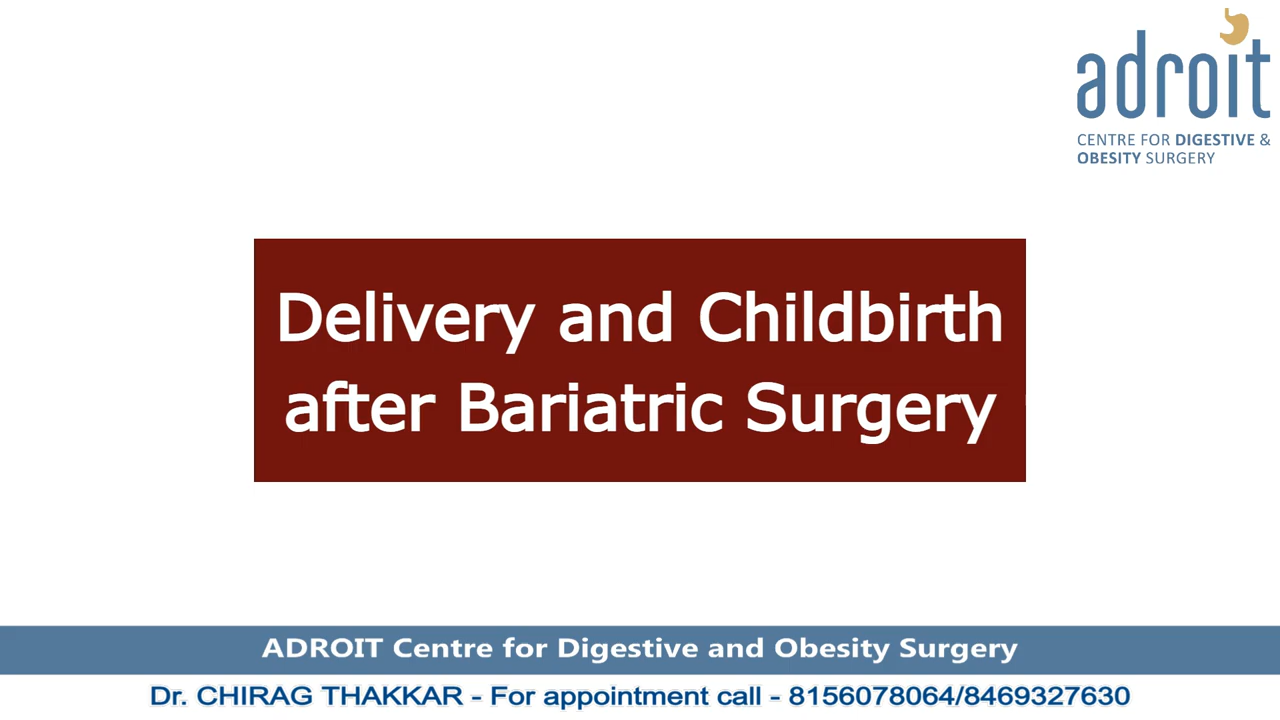 adroit
CENTRE FOR DIGESTIVE &
OBESITY SURGERY
Delivery and Childbirth
after Bariatric Surgery
ADROIT Centre for Digestive and Obesity Surgery
Dr. CHIRAG THAKKAR - For appointment call - 8156078064/8469327630